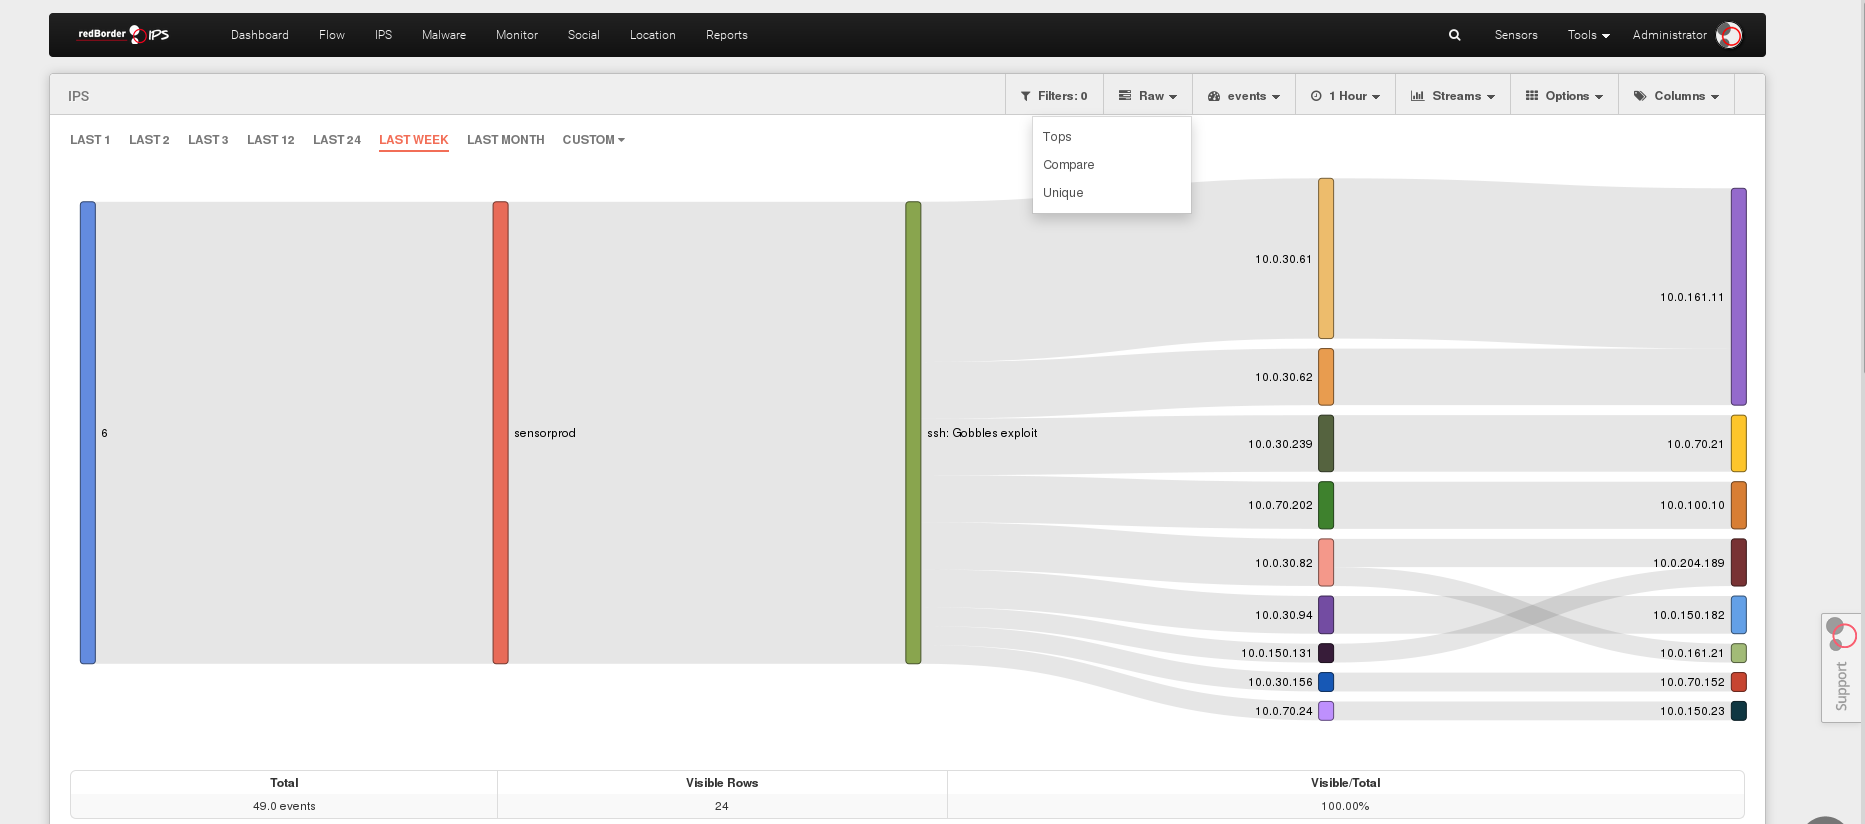 redBorder IPS Dashboard Flow IPS Malware Monitor Social Location Reports Sensors Tools Administrator
IPS Filters: 0 Raw events 1 Hour Streams Options Columns
LAST 1 LAST 2 LAST 3 LAST 12 LAST 24 LAST WEEK LAST MONTH CUSTOM
Tops
Compare
Unique
6
sensorprod
ssh: Gobbles exploit
10.0.30.61
10.0.30.62
10.0.30.239
10.0.70.202
10.0.30.82
10.0.30.94
10.0.150.131
10.0.30.156
10.0.70.24
10.0.161.11
10.0.70.21
10.0.100.10
10.0.204.189
10.0.150.182
10.0.161.21
10.0.70.152
10.0.150.23
Support
Total Visible Rows Visible/Total
49.0 events 24 100.00%